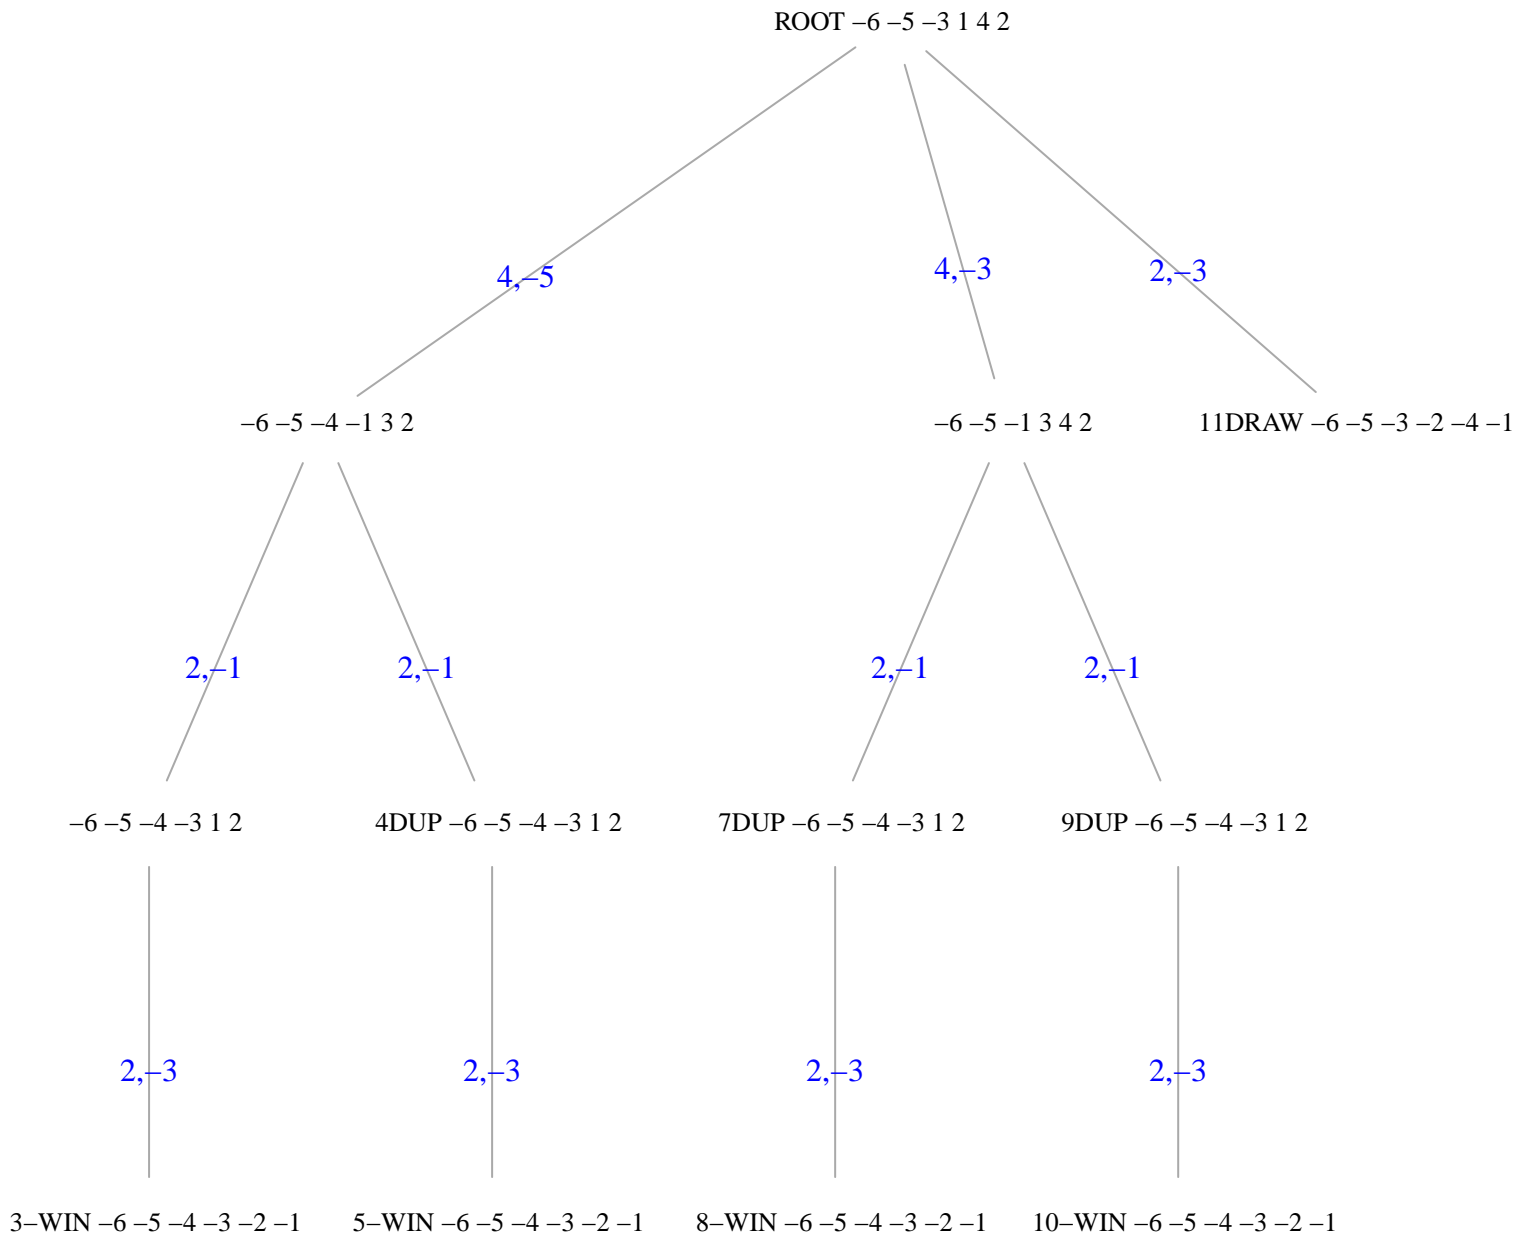 ROOT –6 –5 –3 1 4 2
4,–5
4,–3
2,–3
–6 –5 –4 –1 3 2
–6 –5 –1 3 4 2
11DRAW –6 –5 –3 –2 –4 –1
2,–1
2,–1
2,–1
2,–1
–6 –5 –4 –3 1 2
4DUP –6 –5 –4 –3 1 2
7DUP –6 –5 –4 –3 1 2
9DUP –6 –5 –4 –3 1 2
2,–3
2,–3
2,–3
2,–3
3–WIN –6 –5 –4 –3 –2 –1
5–WIN –6 –5 –4 –3 –2 –1
8–WIN –6 –5 –4 –3 –2 –1
10–WIN –6 –5 –4 –3 –2 –1